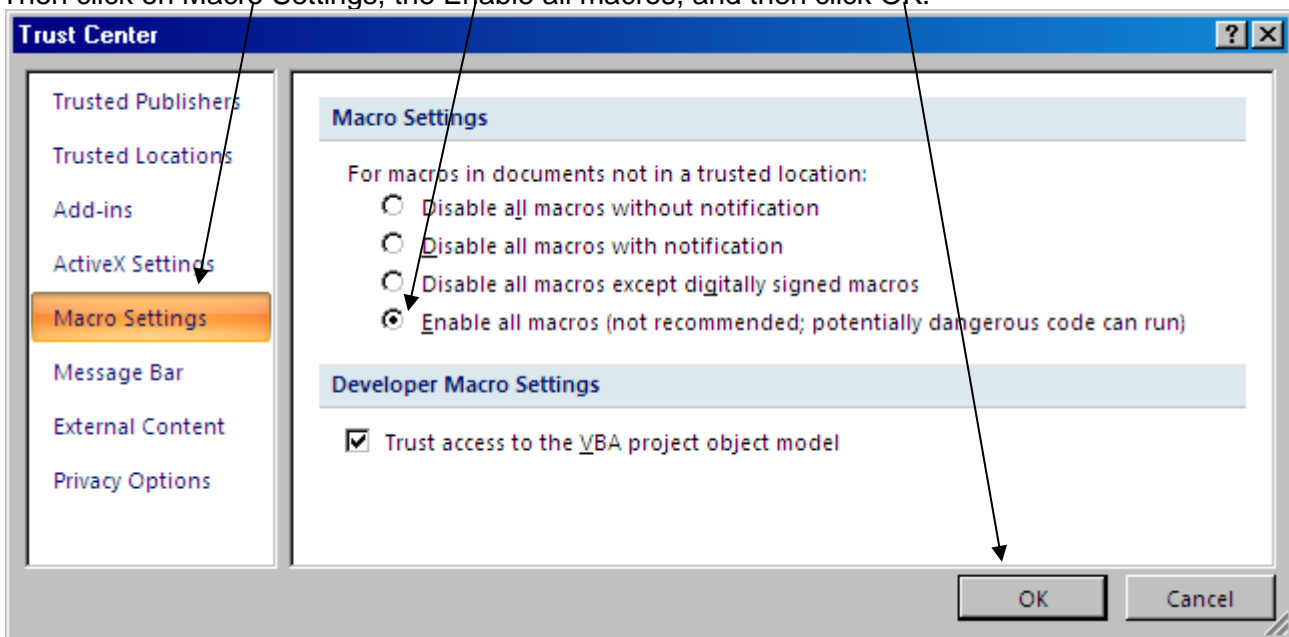 Then click on Macro Settings, the Enable all macros, and then click OK.
Trust Center
Trusted Publishers
Trusted Locations
Add-ins
ActiveX Settings
Macro Settings
Message Bar
External Content
Privacy Options
Macro Settings
For macros in documents not in a trusted location:
Disable all macros without notification
Disable all macros with notification
Disable all macros except digitally signed macros
Enable all macros (not recommended; potentially dangerous code can run)
Developer Macro Settings
Trust access to the VBA project object model
OK
Cancel